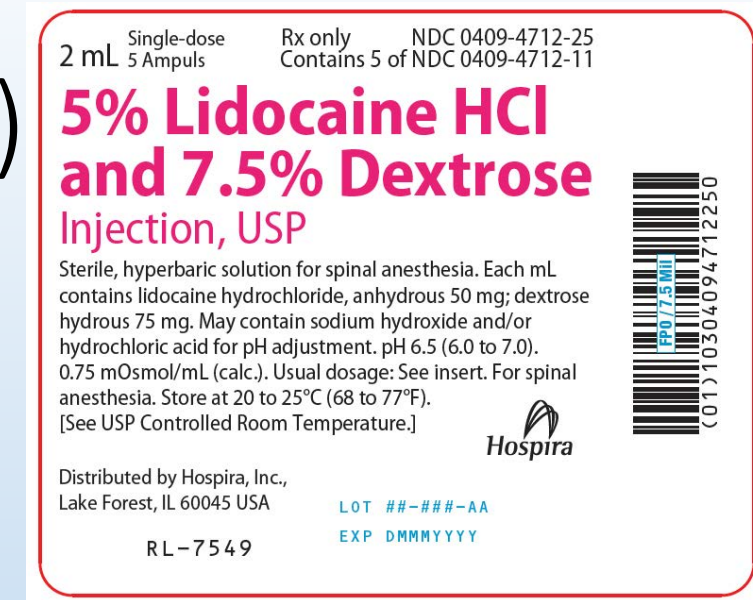 )
2 mL Single-dose
5 Ampuls
Rx only NDC 0409-4712-25
Contains 5 of NDC 0409-4712-11
5% Lidocaine HCl
and 7.5% Dextrose
Injection, USP
Sterile, hyperbaric solution for spinal anesthesia. Each mL
contains lidocaine hydrochloride, anhydrous 50 mg; dextrose
hydrous 75 mg. May contain sodium hydroxide and/or
hydrochloric acid for pH adjustment. pH 6.5 (6.0 to 7.0).
0.75 mOsmol/mL (calc.). Usual dosage: See insert. For spinal
anesthesia. Store at 20 to 25°C (68 to 77°F).
[See USP Controlled Room Temperature.]
Hospira
Distributed by Hospira, Inc.,
Lake Forest, IL 60045 USA
LOT ##-###-AA
EXP DMMMYYYY
RL-7549
FPO / 7.5 Mil
(01)10304094712250